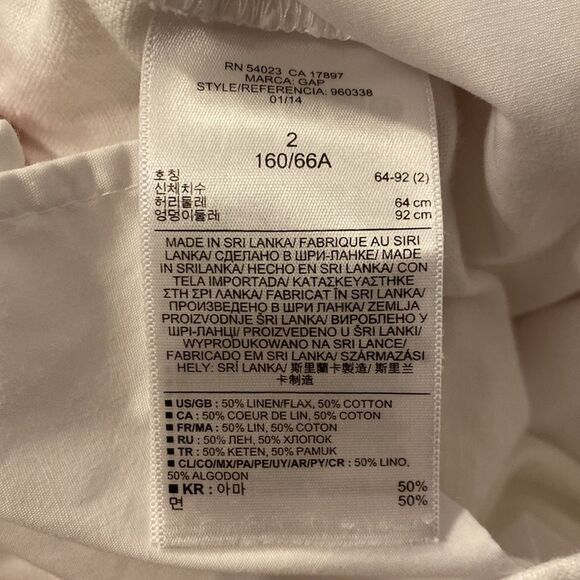 RN 54023 CA 17897
MARCA: GAP
STYLE/REFERENCIA: 960338
01/14
2
160/66A
호칭 64-92 (2)
신체치수
허리둘레 64 cm
엉덩이둘레 92 cm
MADE IN SRI LANKA/ FABRIQUE AU SIRI
LANKA/ СДЕЛАНО В ШРИ-ЛАНКЕ/ MADE
IN SRILANKA/ HECHO EN SRI LANKA/ CON
TELA IMPORTADA/ ΚΑΤΑΣΚΕΥΑΣΤΗΚΕ
ΣΤΗ ΣΡΙ ΛΑΝΚΑ/ FABRICAT ÎN SRI LANKA/
ПРОИЗВЕДЕНО В ШРИ ЛАНКА/ ZEMLJA
PROIZVODNJE SRI LANKA/ ВИРОБЛЕНО У
ШРІ-ЛАНЦІ/ PROIZVEDENO U SRI LANKI/
WYPRODUKOWANO NA SRI LANCE/
FABRICADO EM SRI LANKA/ SZÁRMAZÁSI
HELY: SRÍ LANKA/ 斯里蘭卡製造/ 斯里兰
卡制造
■ US/GB : 50% LINEN/FLAX, 50% COTTON
■ CA : 50% COEUR DE LIN, 50% COTON
■ FR/MA : 50% LIN, 50% COTON
■ RU : 50% ЛЕН, 50% ХЛОПОК
■ TR : 50% KETEN, 50% PAMUK
■ CL/CO/MX/PA/PE/UY/AR/PY/CR : 50% LINO,
50% ALGODON
■ KR : 아마 50%
면 50%